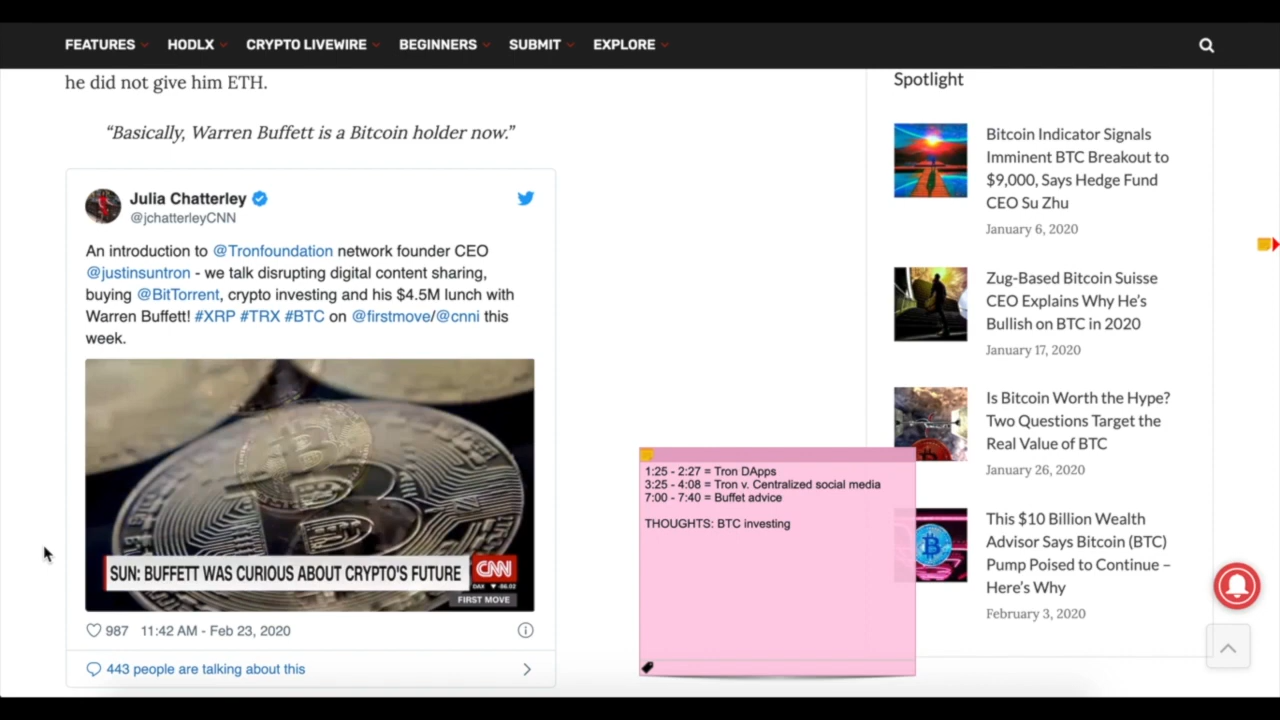 FEATURES HODLX CRYPTO LIVEWIRE BEGINNERS SUBMIT EXPLORE
he did not give him ETH.
“Basically, Warren Buffett is a Bitcoin holder now.”
Julia Chatterley
@jchatterleyCNN
An introduction to @Tronfoundation network founder CEO
@justinsuntron - we talk disrupting digital content sharing,
buying @BitTorrent, crypto investing and his $4.5M lunch with
Warren Buffett! #XRP #TRX #BTC on @firstmove/@cnni this
week.
SUN: BUFFETT WAS CURIOUS ABOUT CRYPTO'S FUTURE
CNN
FIRST MOVE
987 11:42 AM - Feb 23, 2020
443 people are talking about this
1:25 - 2:27 = Tron DApps
3:25 - 4:08 = Tron v. Centralized social media
7:00 - 7:40 = Buffet advice
THOUGHTS: BTC investing
Spotlight
Bitcoin Indicator Signals
Imminent BTC Breakout to
$9,000, Says Hedge Fund
CEO Su Zhu
January 6, 2020
Zug-Based Bitcoin Suisse
CEO Explains Why He’s
Bullish on BTC in 2020
January 17, 2020
Is Bitcoin Worth the Hype?
Two Questions Target the
Real Value of BTC
January 26, 2020
This $10 Billion Wealth
Advisor Says Bitcoin (BTC)
Pump Poised to Continue –
Here’s Why
February 3, 2020